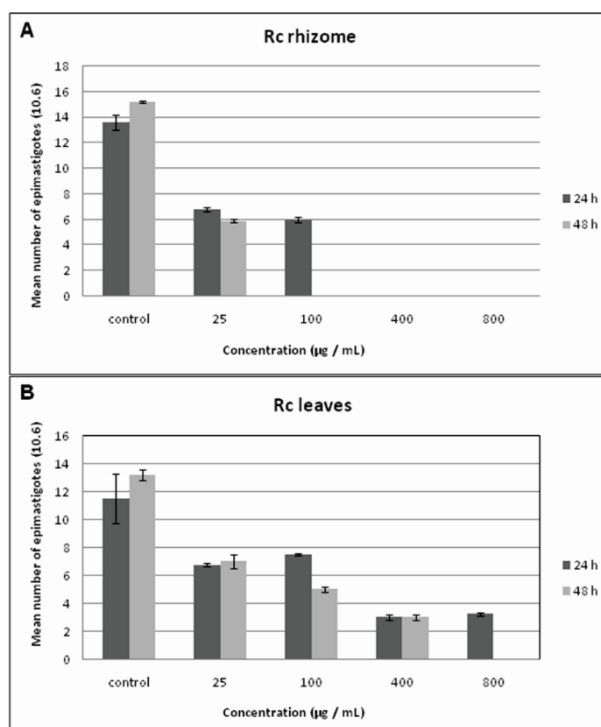 A
Rc rhizome
Mean number of epimastigotes (10.6)
18
16
14
12
10
8
6
4
2
0
control 25 100 400 800
Concentration (µg / mL)
24 h
48 h
B
Rc leaves
Mean number of epimastigotes (10.6)
16
14
12
10
8
6
4
2
0
control 25 100 400 800
Concentration (µg / mL)
24 h
48 h